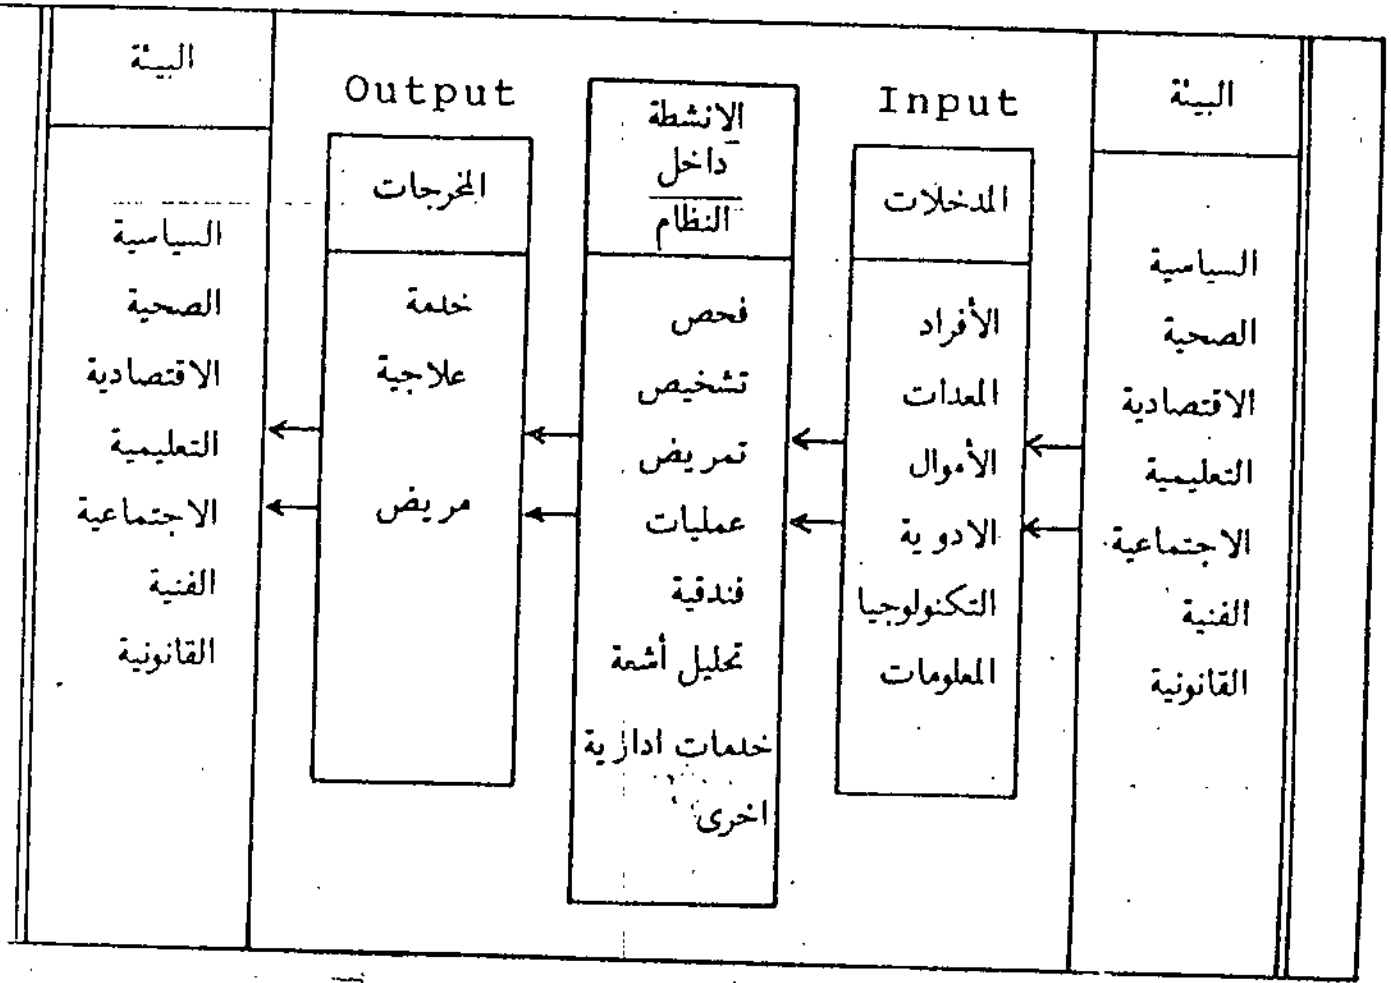 البيئة
السياسية
الصحية
الاقتصادية
التعليمية
الاجتماعية
الفنية
القانونية
Input
المدخلات
الأفراد
المعدات
الأموال
الادوية
التكنولوجيا
المعلومات
الانشطة
داخل
النظام
فحص
تشخيص
تمريض
عمليات
فندقية
تحليل أشعة
خدمات ادارية
اخرى
Output
المخرجات
خدمة
علاجية
مريض
البيئة
السياسية
الصحية
الاقتصادية
التعليمية
الاجتماعية
الفنية
القانونية